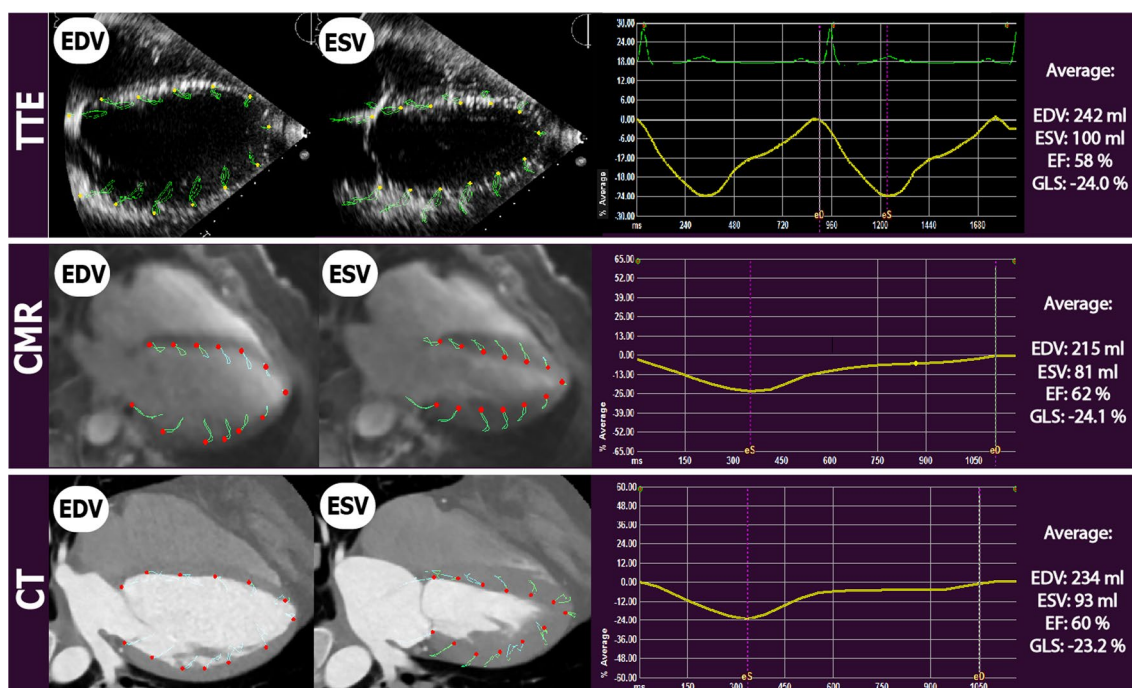 TTE
EDV
ESV
30.00
24.00
18.00
12.00
6.00
0.00
-6.00
-12.00
-18.00
-24.00
-30.00
% Average
ms 240 480 720 960 1200 1440 1680
eD eS
Average:
EDV: 242 ml
ESV: 100 ml
EF: 58 %
GLS: -24.0 %
CMR
EDV
ESV
65.00
52.00
39.00
26.00
13.00
0.00
-13.00
-26.00
-39.00
-52.00
-65.00
% Average
ms 150 300 450 600 750 900 1050
eS eD
Average:
EDV: 215 ml
ESV: 81 ml
EF: 62 %
GLS: -24.1 %
CT
EDV
ESV
60.00
48.00
36.00
24.00
12.00
0.00
-12.00
-24.00
-36.00
-48.00
-60.00
% Average
ms 150 300 450 600 750 900 1050
eS eD
Average:
EDV: 234 ml
ESV: 93 ml
EF: 60 %
GLS: -23.2 %